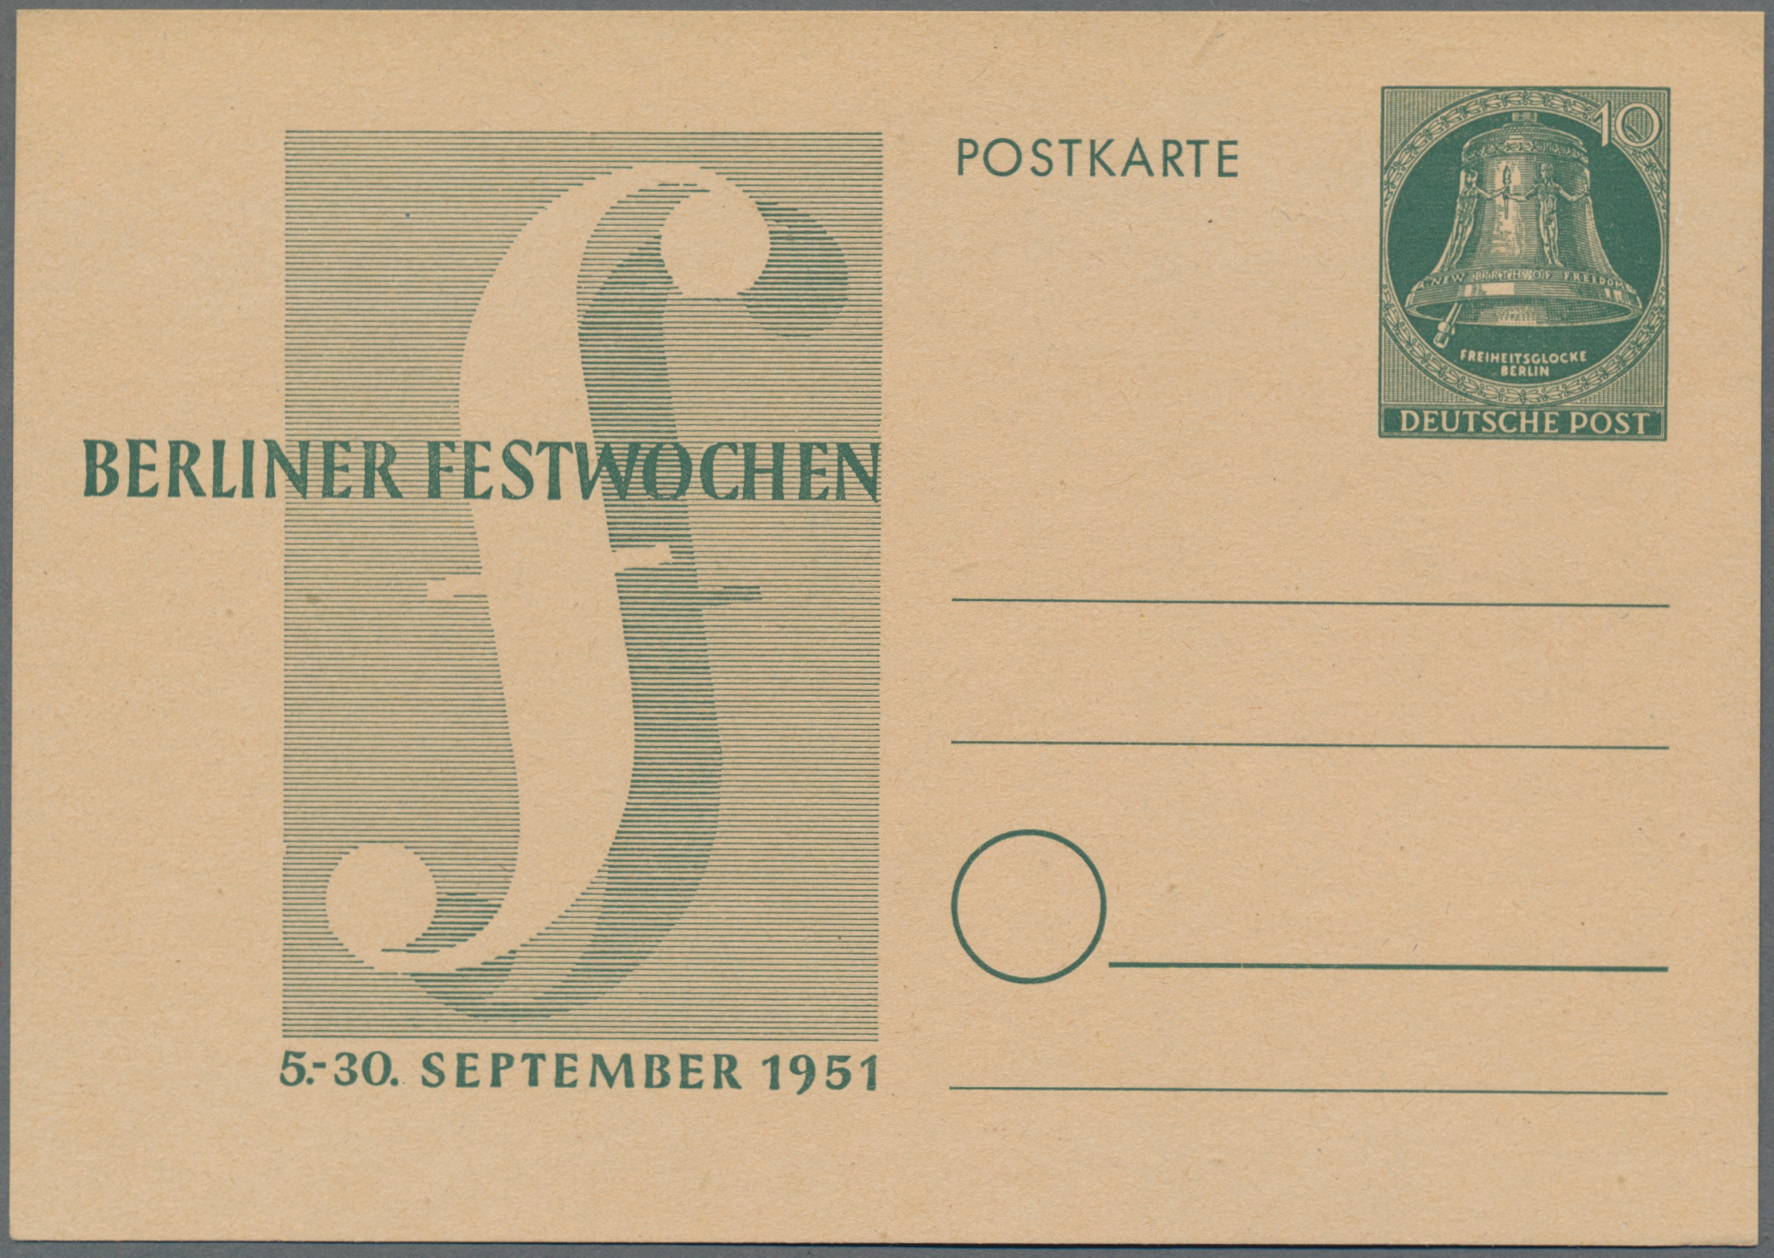 BERLINER FESTWOCHEN
f
5.-30. SEPTEMBER 1951
POSTKARTE
10
NEW BIRTH OF FREEDOM
FREIHEITSGLOCKE
BERLIN
DEUTSCHE POST